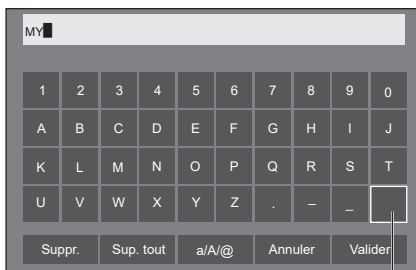 MY
1 2 3 4 5 6 7 8 9 0
A B C D E F G H I J
K L M N O P Q R S T
U V W X Y Z . – _
Suppr. Sup. tout a/A/@ Annuler Valider